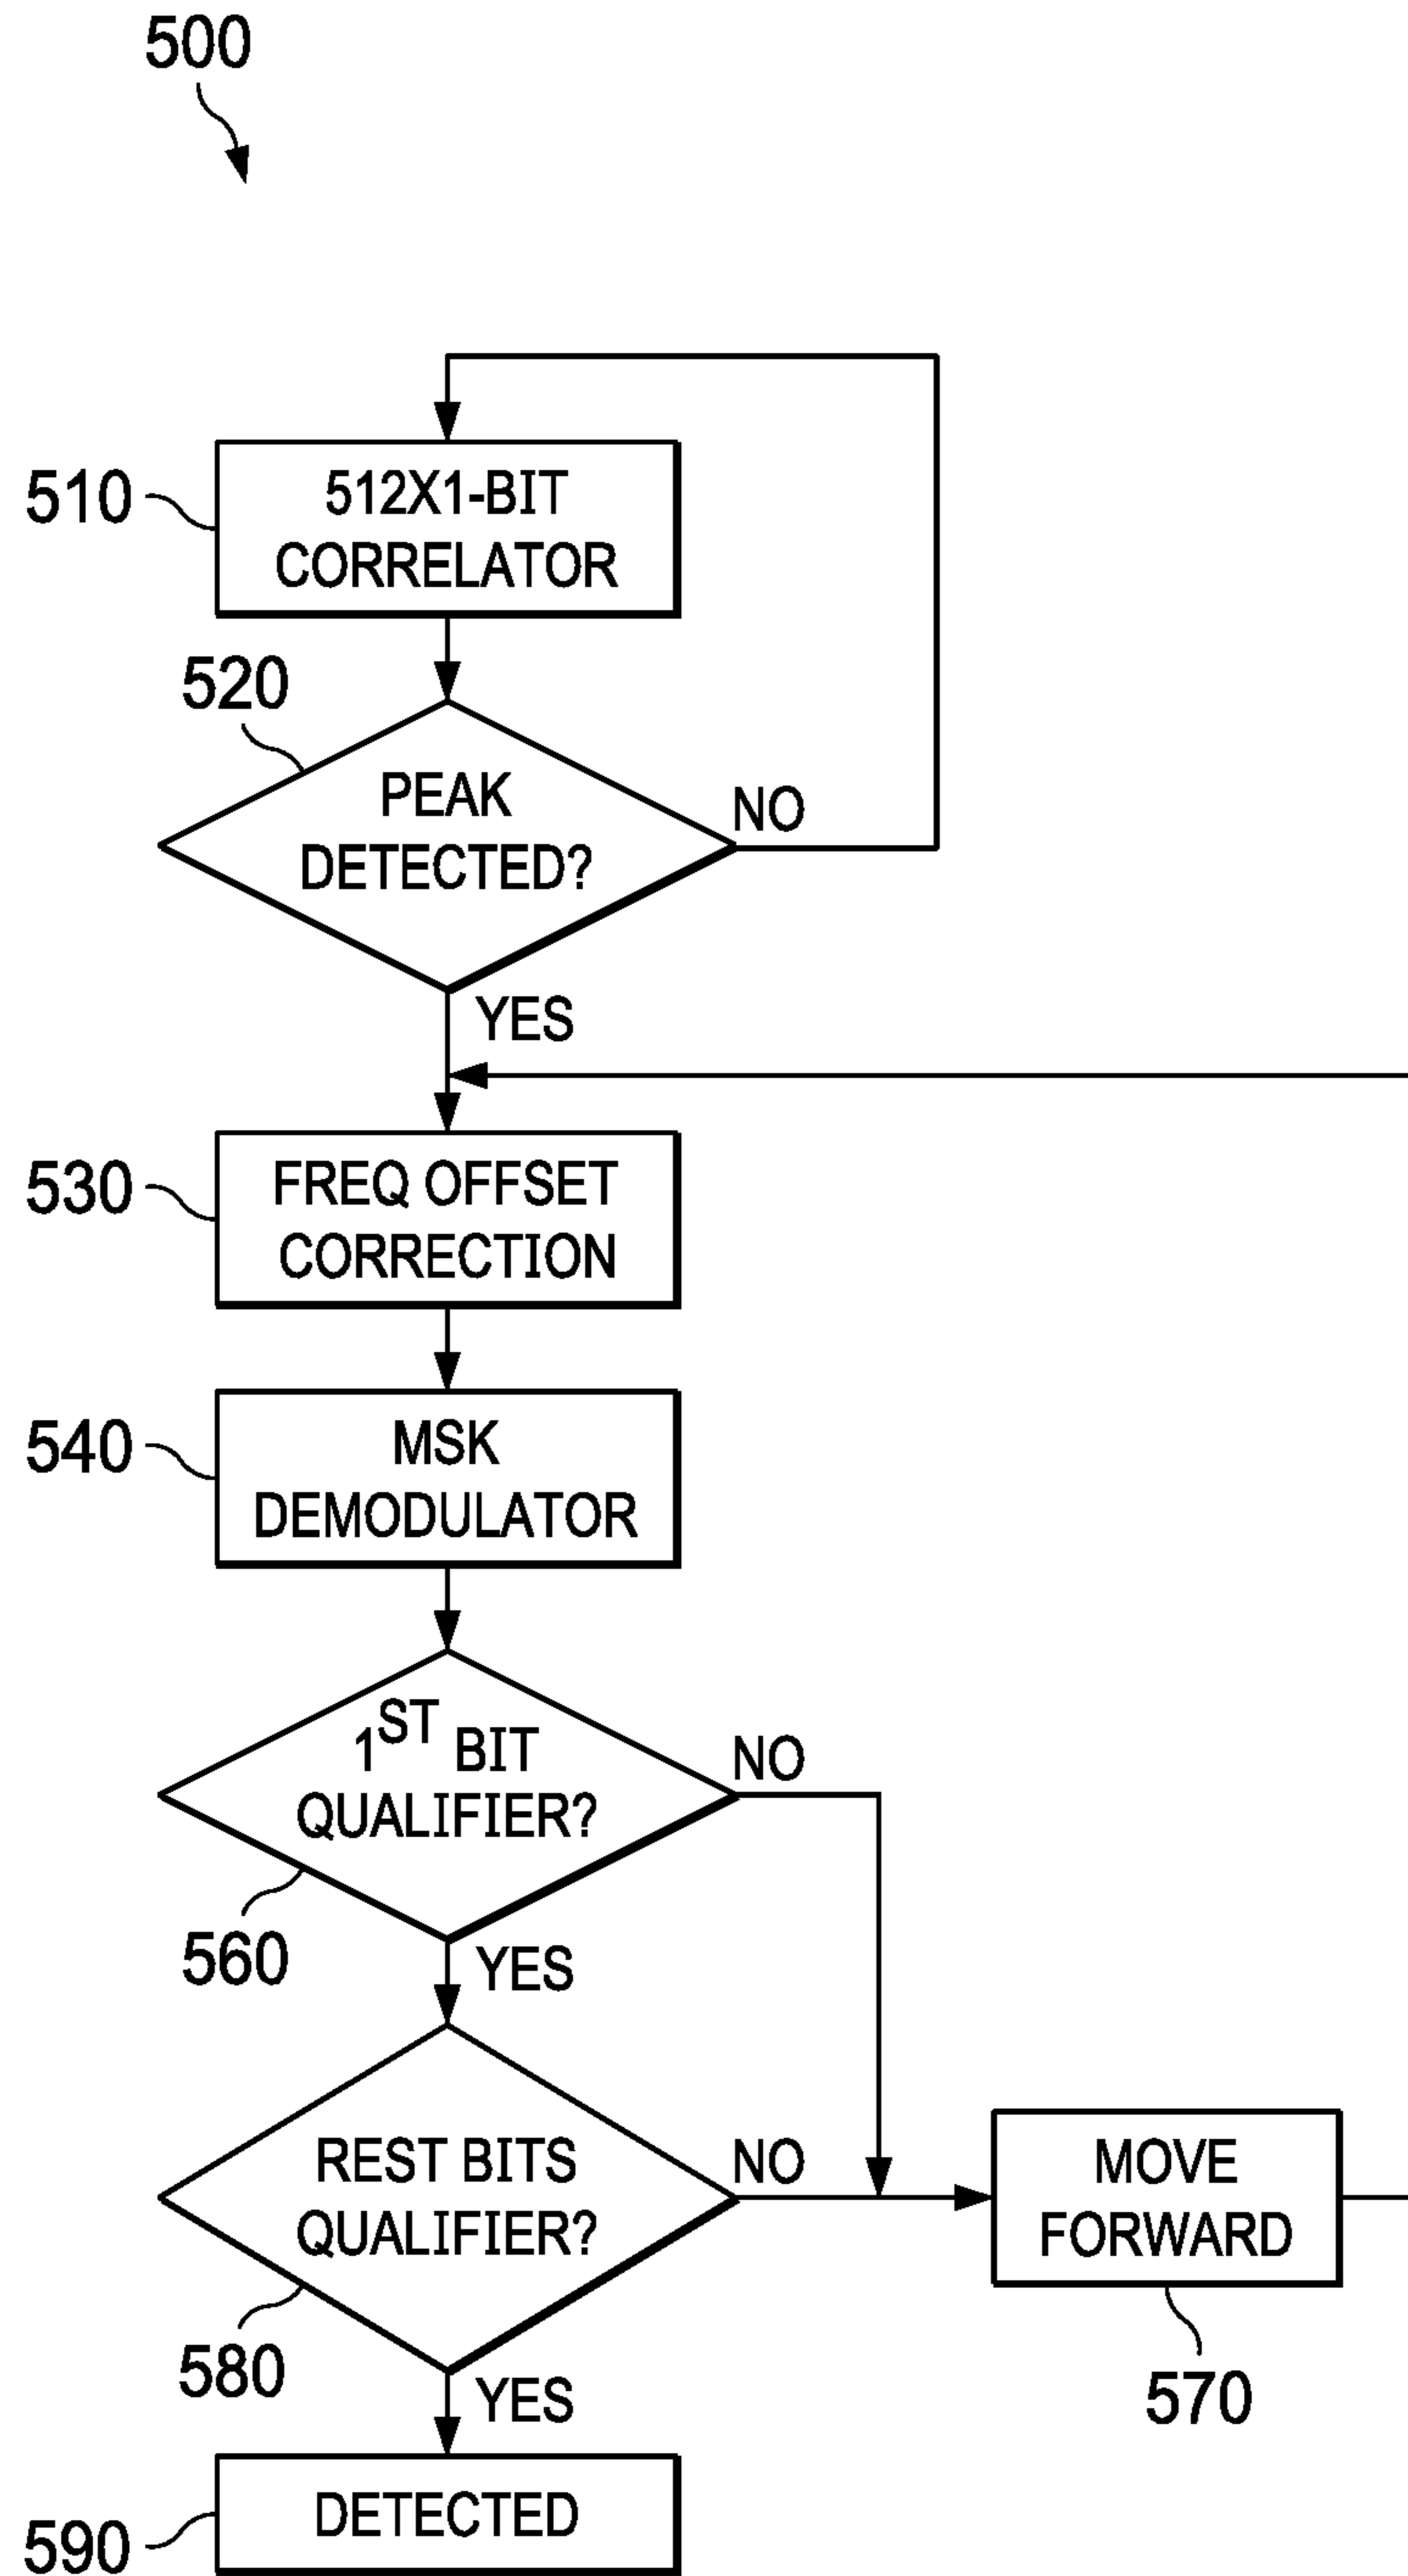 500
510
512X1-BIT
CORRELATOR
520
PEAK
DETECTED?
NO
YES
530
FREQ OFFSET
CORRECTION
540
MSK
DEMODULATOR
1ST BIT
QUALIFIER?
NO
560
YES
REST BITS
QUALIFIER?
NO
MOVE
FORWARD
580
570
YES
590
DETECTED